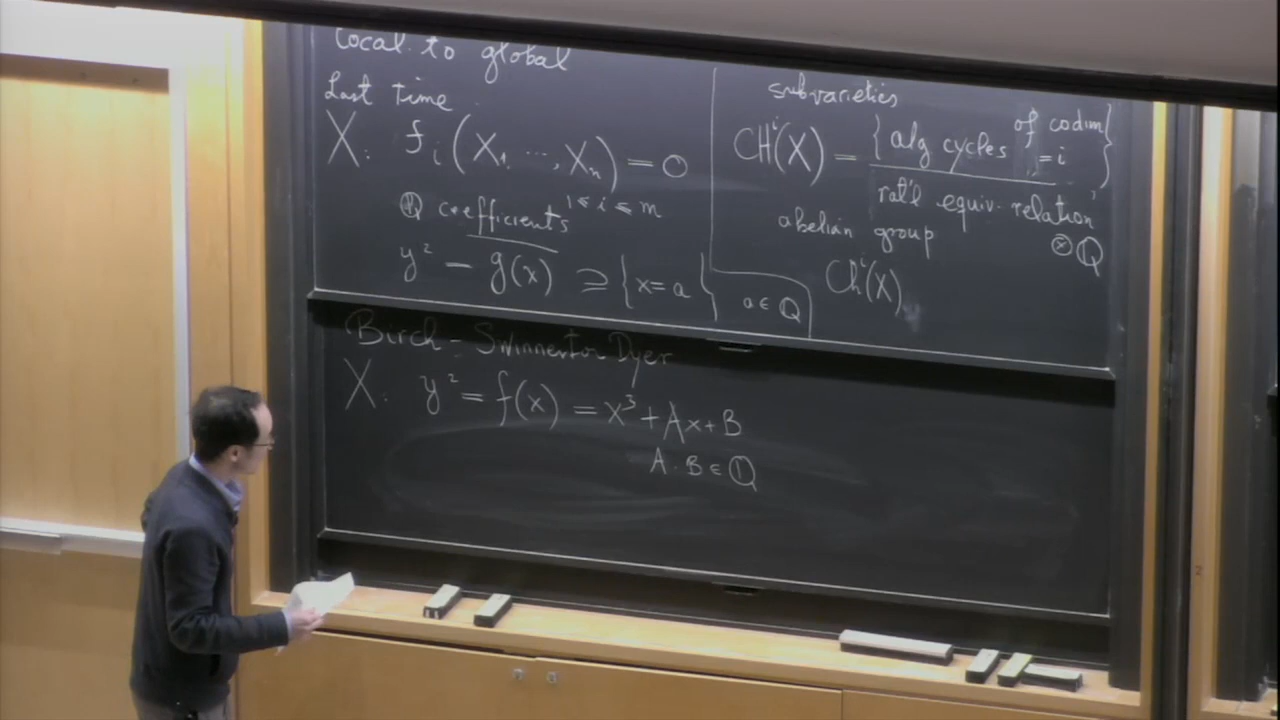 Local to global
Last time
X: f_i(X_1, ..., X_n) = 0
Q coefficients 1 ≤ i ≤ m
y² - g(x) ⊇ {x=a} a ∈ Q
subvarieties
CH^i(X) = {alg cycles of codim = i} / rat'l equiv. relation
abelian group ⊗ Q
Ch^i(X)
Birch - Swinnerton Dyer
X: y² = f(x) = x³ + Ax + B
A. B ∈ Q